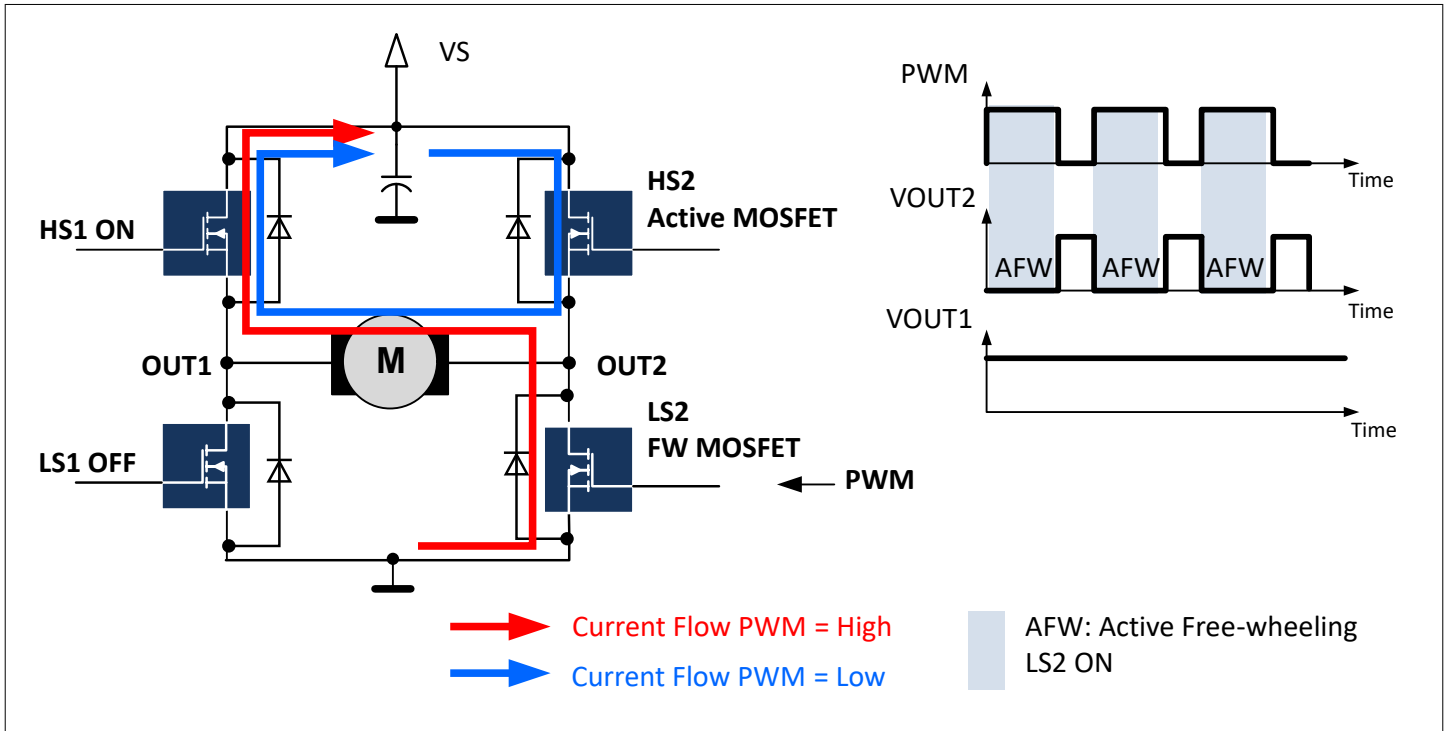 VS
HS1 ON
HS2
Active MOSFET
OUT1
M
OUT2
LS1 OFF
LS2
FW MOSFET
PWM
Current Flow PWM = High
Current Flow PWM = Low
PWM
Time
VOUT2
AFW AFW AFW
Time
VOUT1
Time
AFW: Active Free-wheeling
LS2 ON